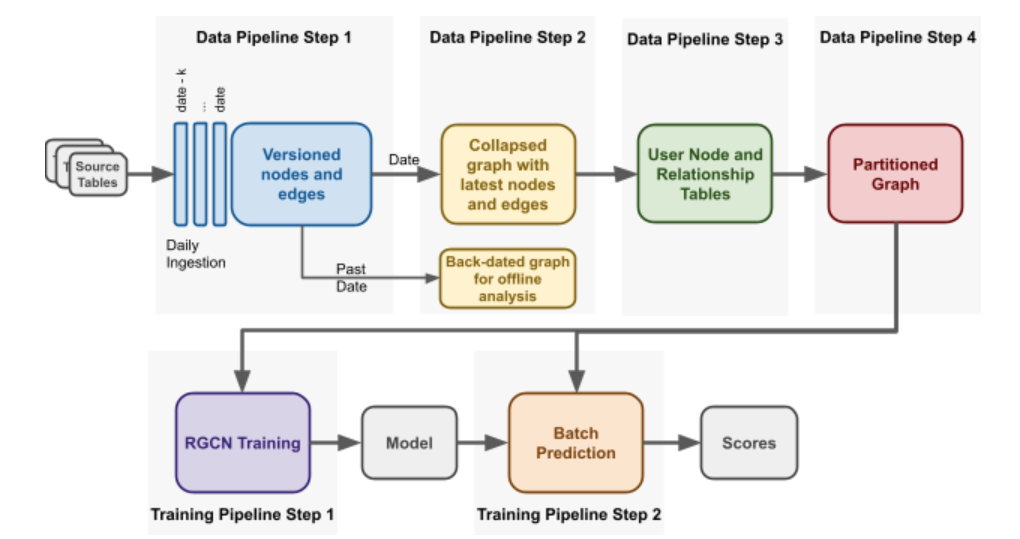 Data Pipeline Step 1
Data Pipeline Step 2
Data Pipeline Step 3
Data Pipeline Step 4
date - k
...
date
T
T
Source
Tables
Versioned
nodes and
edges
Date
Collapsed
graph with
latest nodes
and edges
User Node and
Relationship
Tables
Partitioned
Graph
Daily
Ingestion
Past
Date
Back-dated graph
for offline
analysis
RGCN Training
Model
Batch
Prediction
Scores
Training Pipeline Step 1
Training Pipeline Step 2